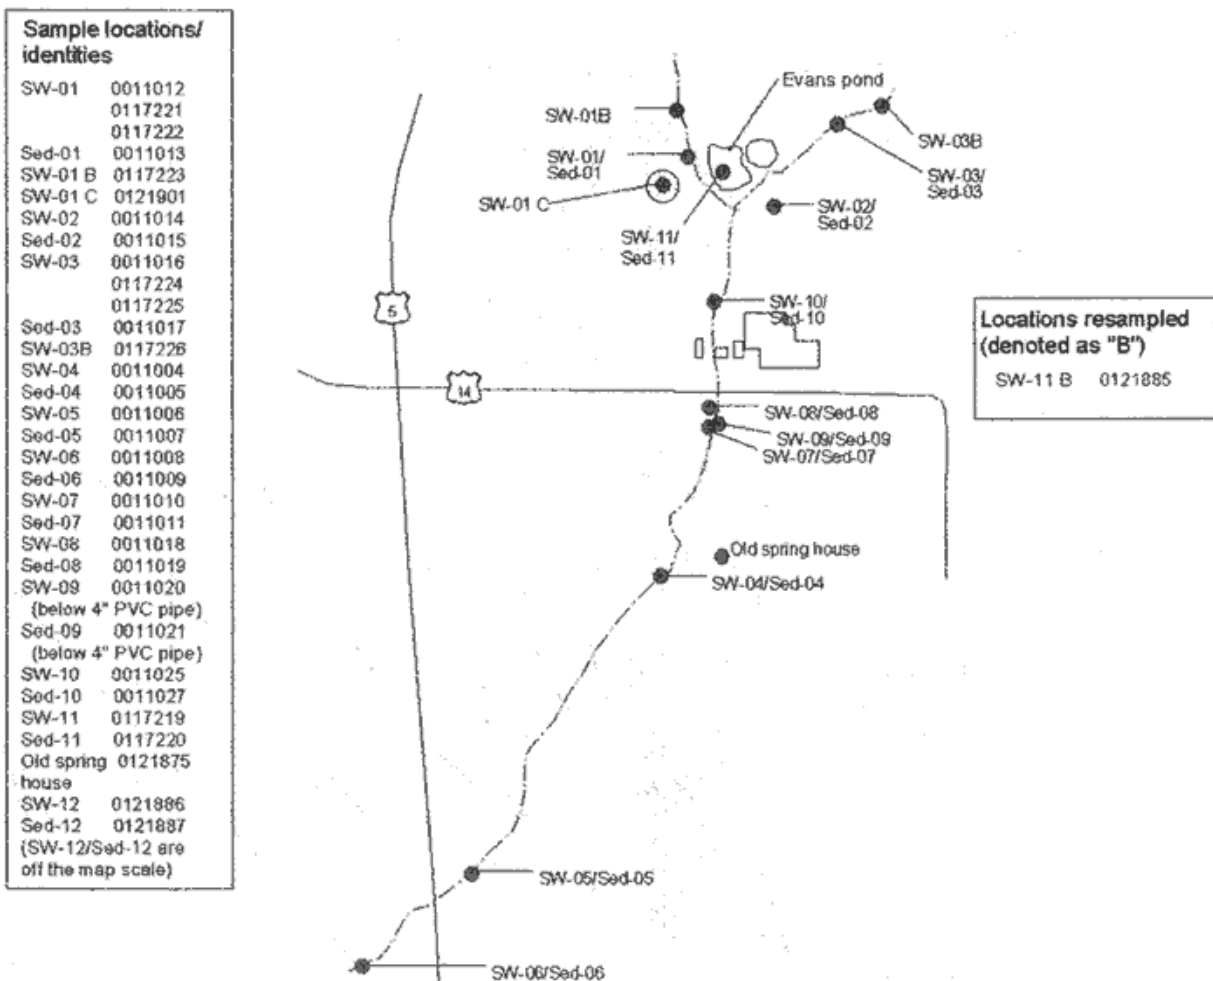 Sample locations/
identities
SW-01 0011012
0117221
0117222
Sed-01 0011013
SW-01 B 0117223
SW-01 C 0121901
SW-02 0011014
Sed-02 0011015
SW-03 0011016
0117224
0117225
Sed-03 0011017
SW-03B 0117226
SW-04 0011004
Sed-04 0011005
SW-05 0011006
Sed-05 0011007
SW-06 0011008
Sed-06 0011009
SW-07 0011010
Sed-07 0011011
SW-08 0011018
Sed-08 0011019
SW-09 0011020
(below 4" PVC pipe)
Sed-09 0011021
(below 4" PVC pipe)
SW-10 0011025
Sed-10 0011027
SW-11 0117219
Sed-11 0117220
Old spring 0121875
house
SW-12 0121886
Sed-12 0121887
(SW-12/Sed-12 are
off the map scale)
Evans pond
SW-01B
SW-03B
SW-01/
Sed-01
SW-03/
Sed-03
SW-01 C
SW-02/
Sed-02
SW-11/
Sed-11
SW-10/
Sed-10
5
14
SW-08/Sed-08
SW-09/Sed-09
SW-07/Sed-07
Old spring house
SW-04/Sed-04
SW-05/Sed-05
SW-06/Sed-06
Locations resampled
(denoted as "B")
SW-11 B 0121885